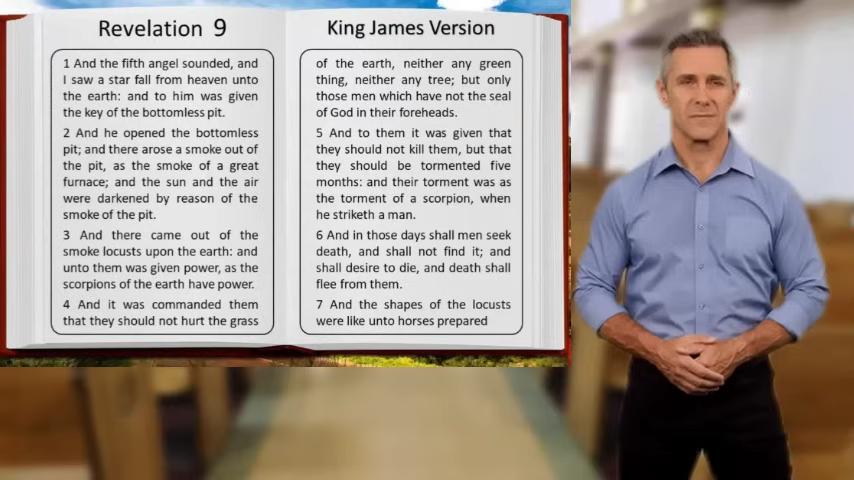 Revelation 9
1 And the fifth angel sounded, and
I saw a star fall from heaven unto
the earth: and to him was given
the key of the bottomless pit.
2 And he opened the bottomless
pit; and there arose a smoke out of
the pit, as the smoke of a great
furnace; and the sun and the air
were darkened by reason of the
smoke of the pit.
3 And there came out of the
smoke locusts upon the earth: and
unto them was given power, as the
scorpions of the earth have power.
4 And it was commanded them
that they should not hurt the grass
King James Version
of the earth, neither any green
thing, neither any tree; but only
those men which have not the seal
of God in their foreheads.
5 And to them it was given that
they should not kill them, but that
they should be tormented five
months: and their torment was as
the torment of a scorpion, when
he striketh a man.
6 And in those days shall men seek
death, and shall not find it; and
shall desire to die, and death shall
flee from them.
7 And the shapes of the locusts
were like unto horses prepared